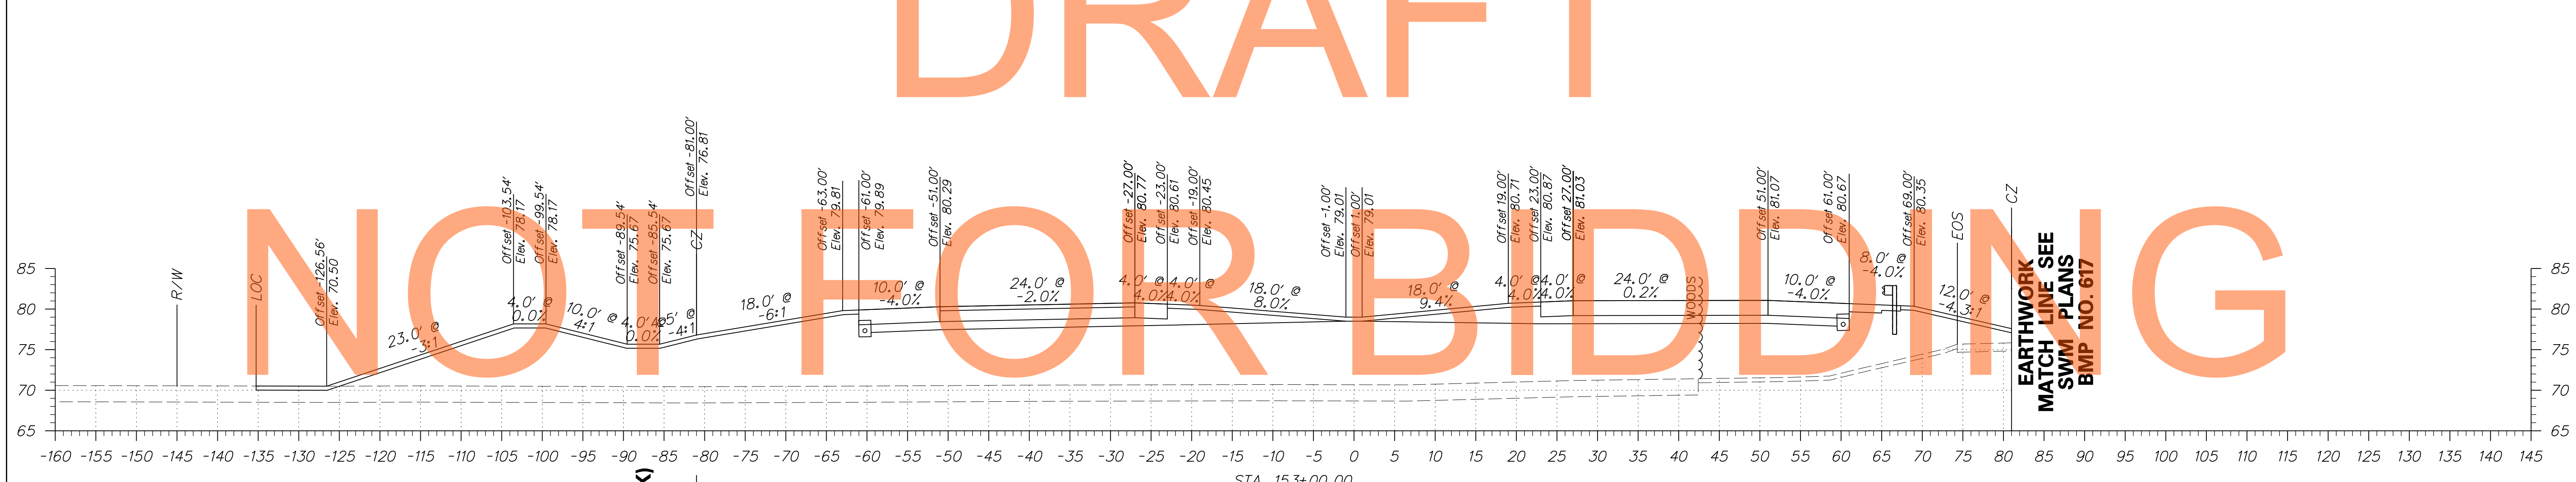 DRAFT
NOT FOR BIDDING
R/W
LOC
Offset -126.56'
Elev. 70.50
23.0' @
-3:1
Offset -103.54'
Elev. 78.17
4.0' @
0.0%
Offset -99.54'
Elev. 78.17
10.0' @
4:1
Offset -89.54'
Elev. 75.67
4.0' @
0.0%
Offset -85.54'
Elev. 75.67
-4:1
Offset -81.00'
Elev. 76.81
CZ
18.0' @
-6:1
Offset -63.00'
Elev. 79.81
Offset -61.00'
Elev. 79.89
10.0' @
-4.0%
Offset -51.00'
Elev. 80.29
24.0' @
-2.0%
Offset -27.00'
Elev. 80.77
4.0' @
4.0%
Offset -23.00'
Elev. 80.61
4.0' @
4.0%
Offset -19.00'
Elev. 80.45
18.0' @
8.0%
Offset -1.00'
Elev. 79.01
Offset 1.00'
Elev. 79.01
18.0' @
9.4%
Offset 19.00'
Elev. 80.71
4.0' @
4.0%
Offset 23.00'
Elev. 80.87
4.0' @
4.0%
Offset 27.00'
Elev. 81.03
24.0' @
0.2%
WOODS
Offset 51.00'
Elev. 81.07
10.0' @
-4.0%
Offset 61.00'
Elev. 80.67
8.0' @
-4.0%
Offset 69.00'
Elev. 80.35
EOS
12.0' @
-4.3:1
CZ
EARTHWORK
MATCH LINE SEE
SWM PLANS
BMP NO. 617
85
80
75
70
65
85
80
75
70
65
-160 -155 -150 -145 -140 -135 -130 -125 -120 -115 -110 -105 -100 -95 -90 -85 -80 -75 -70 -65 -60 -55 -50 -45 -40 -35 -30 -25 -20 -15 -10 -5 0 5 10 15 20 25 30 35 40 45 50 55 60 65 70 75 80 85 90 95 100 105 110 115 120 125 130 135 140 145
STA. 153+00.00